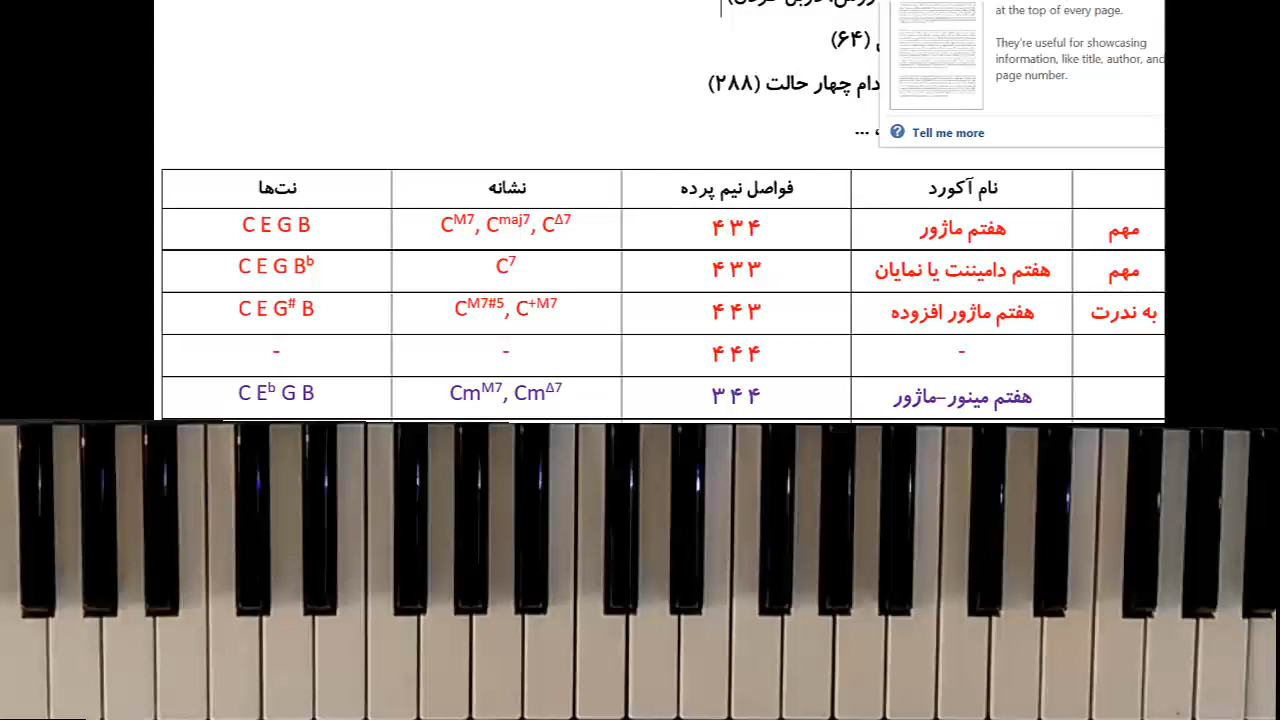 (۶۴)
دام چهار حالت (۲۸۸)
...
at the top of every page.
They're useful for showcasing
information, like title, author, and
page number.
Tell me more
نام آکورد فواصل نیم پرده نشانه نت‌ها
مهم هفتم ماژور ۴ ۳ ۴ C^M7, C^maj7, C^Δ7 C E G B
مهم هفتم دامیننت یا نمایان ۴ ۳ ۳ C^7 C E G B^b
به ندرت هفتم ماژور افزوده ۴ ۴ ۳ C^M7#5, C^+M7 C E G^# B
- ۴ ۴ ۴ - -
هفتم مینور–ماژور ۳ ۴ ۴ Cm^M7, Cm^Δ7 C E^b G B